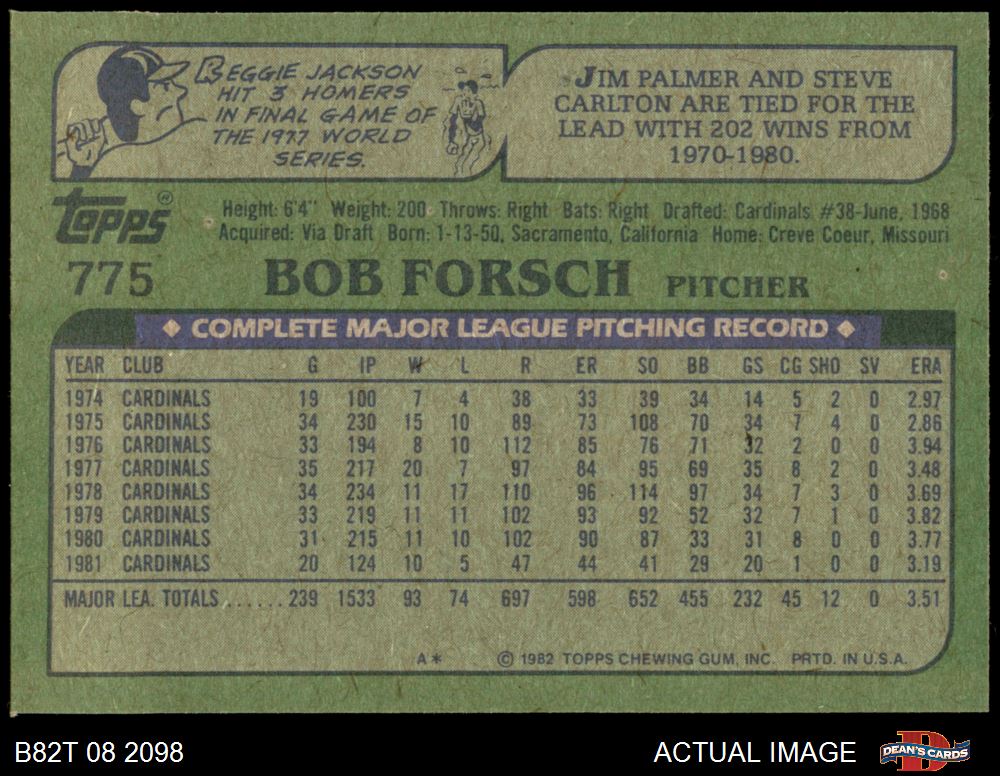 REGGIE JACKSON
HIT 3 HOMERS
IN FINAL GAME OF
THE 1977 WORLD
SERIES.
JIM PALMER AND STEVE
CARLTON ARE TIED FOR THE
LEAD WITH 202 WINS FROM
1970-1980.
Topps®
Height: 6'4" Weight: 200 Throws: Right Bats: Right Drafted: Cardinals #38-June, 1968
Acquired: Via Draft Born: 1-13-50, Sacramento, California Home: Creve Coeur, Missouri
775 BOB FORSCH PITCHER
COMPLETE MAJOR LEAGUE PITCHING RECORD
YEAR CLUB G IP W L R ER SO BB GS CG SHO SV ERA
1974 CARDINALS 19 100 7 4 38 33 39 34 14 5 2 0 2.97
1975 CARDINALS 34 230 15 10 89 73 108 70 34 7 4 0 2.86
1976 CARDINALS 33 194 8 10 112 85 76 71 32 2 0 0 3.94
1977 CARDINALS 35 217 20 7 97 84 95 69 35 8 2 0 3.48
1978 CARDINALS 34 234 11 17 110 96 114 97 34 7 3 0 3.69
1979 CARDINALS 33 219 11 11 102 93 92 52 32 7 1 0 3.82
1980 CARDINALS 31 215 11 10 102 90 87 33 31 8 0 0 3.77
1981 CARDINALS 20 124 10 5 47 44 41 29 20 1 0 0 3.19
MAJOR LEA. TOTALS ...... 239 1533 93 74 697 598 652 455 232 45 12 0 3.51
A* © 1982 TOPPS CHEWING GUM, INC. PRTD. IN U.S.A.
B82T 08 2098 ACTUAL IMAGE D DEAN'S CARDS